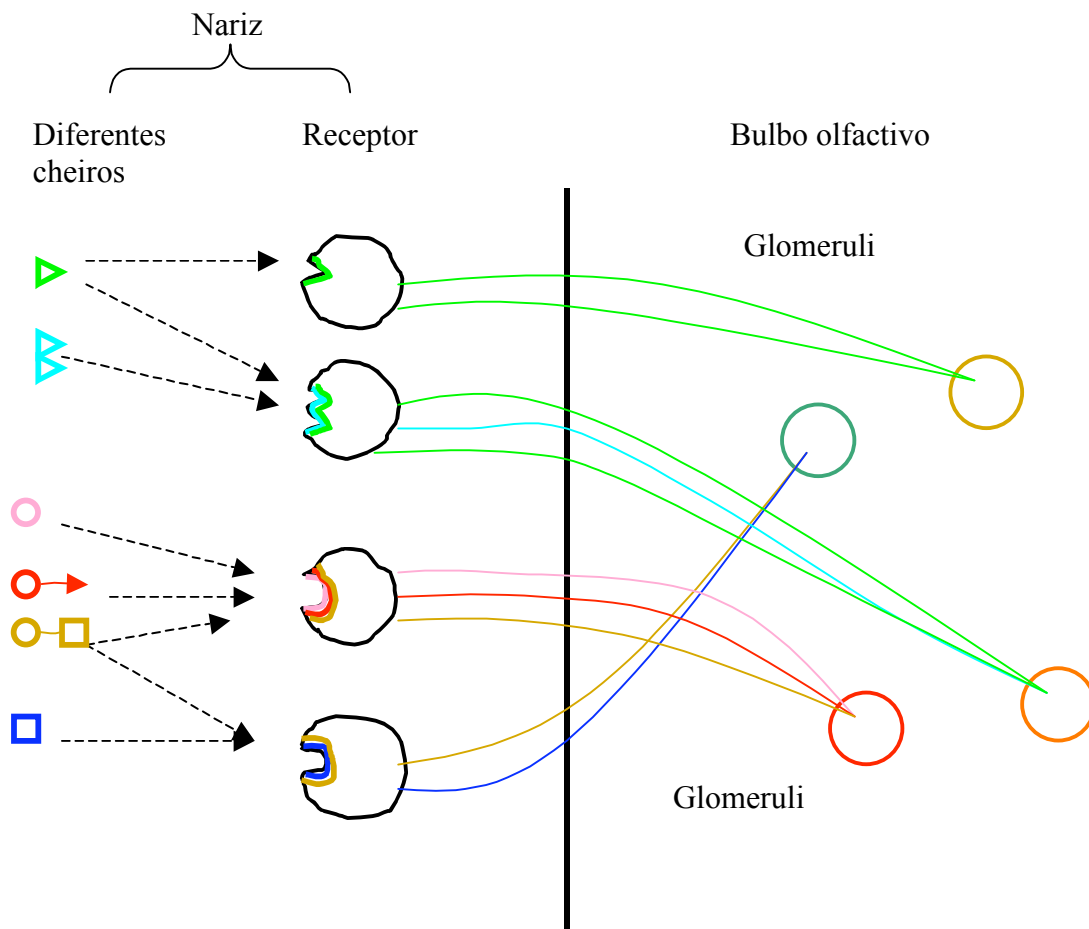 Nariz
Diferentes
cheiros
Receptor
Bulbo olfactivo
Glomeruli
Glomeruli